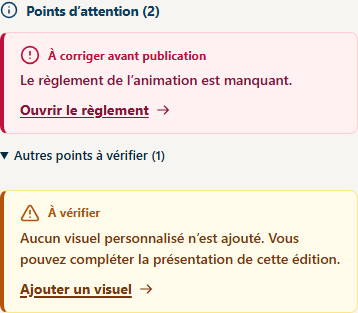 Points d’attention (2)
À corriger avant publication
Le règlement de l’animation est manquant.
Ouvrir le règlement →
▼ Autres points à vérifier (1)
À vérifier
Aucun visuel personnalisé n’est ajouté. Vous
pouvez compléter la présentation de cette édition.
Ajouter un visuel →